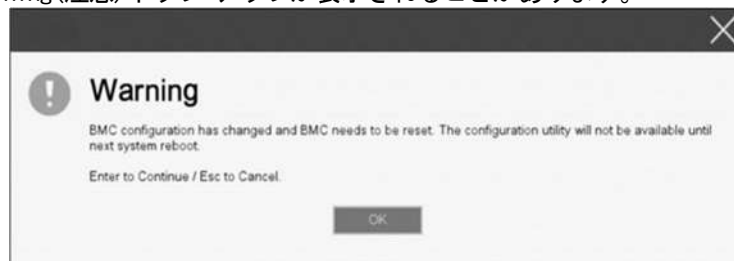 Warning
BMC configuration has changed and BMC needs to be reset. The configuration utility will not be available until
next system reboot.
Enter to Continue / Esc to Cancel.
OK